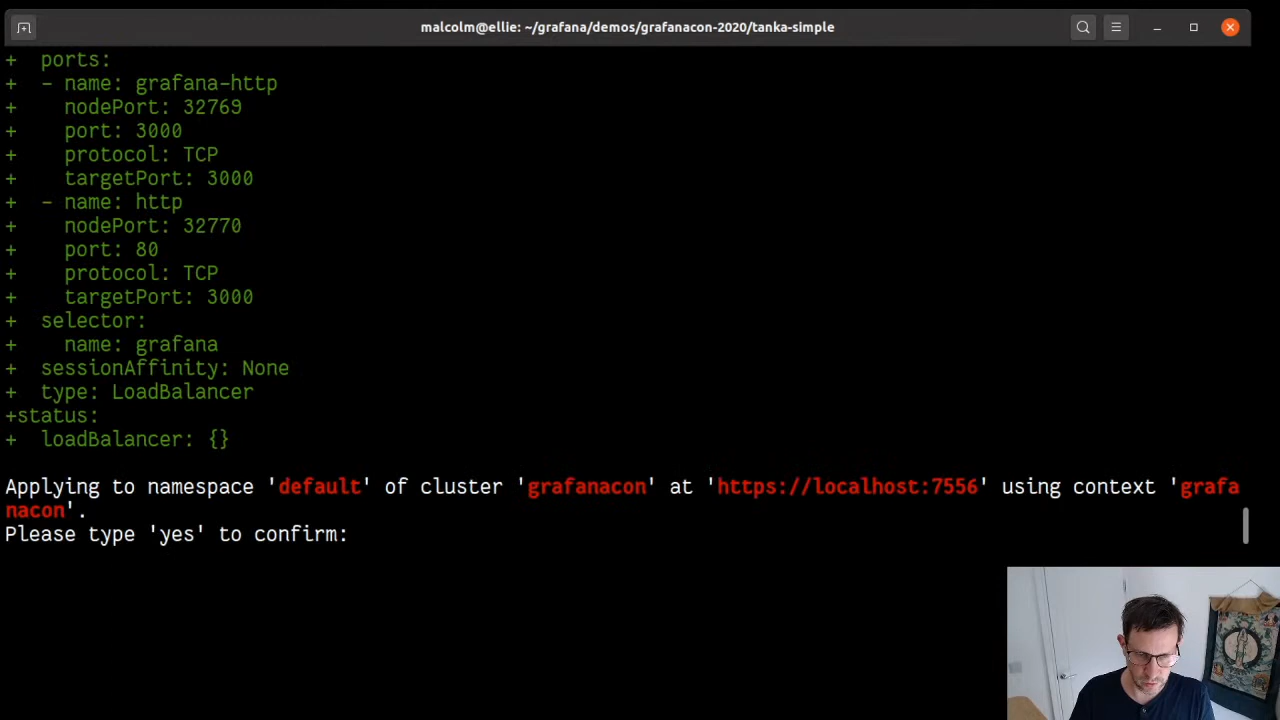 malcolm@ellie: ~/grafana/demos/grafanacon-2020/tanka-simple
+  ports:
+  - name: grafana-http
+    nodePort: 32769
+    port: 3000
+    protocol: TCP
+    targetPort: 3000
+  - name: http
+    nodePort: 32770
+    port: 80
+    protocol: TCP
+    targetPort: 3000
+  selector:
+    name: grafana
+  sessionAffinity: None
+  type: LoadBalancer
+status:
+  loadBalancer: {}
Applying to namespace 'default' of cluster 'grafanacon' at 'https://localhost:7556' using context 'grafa
nacon'.
Please type 'yes' to confirm: